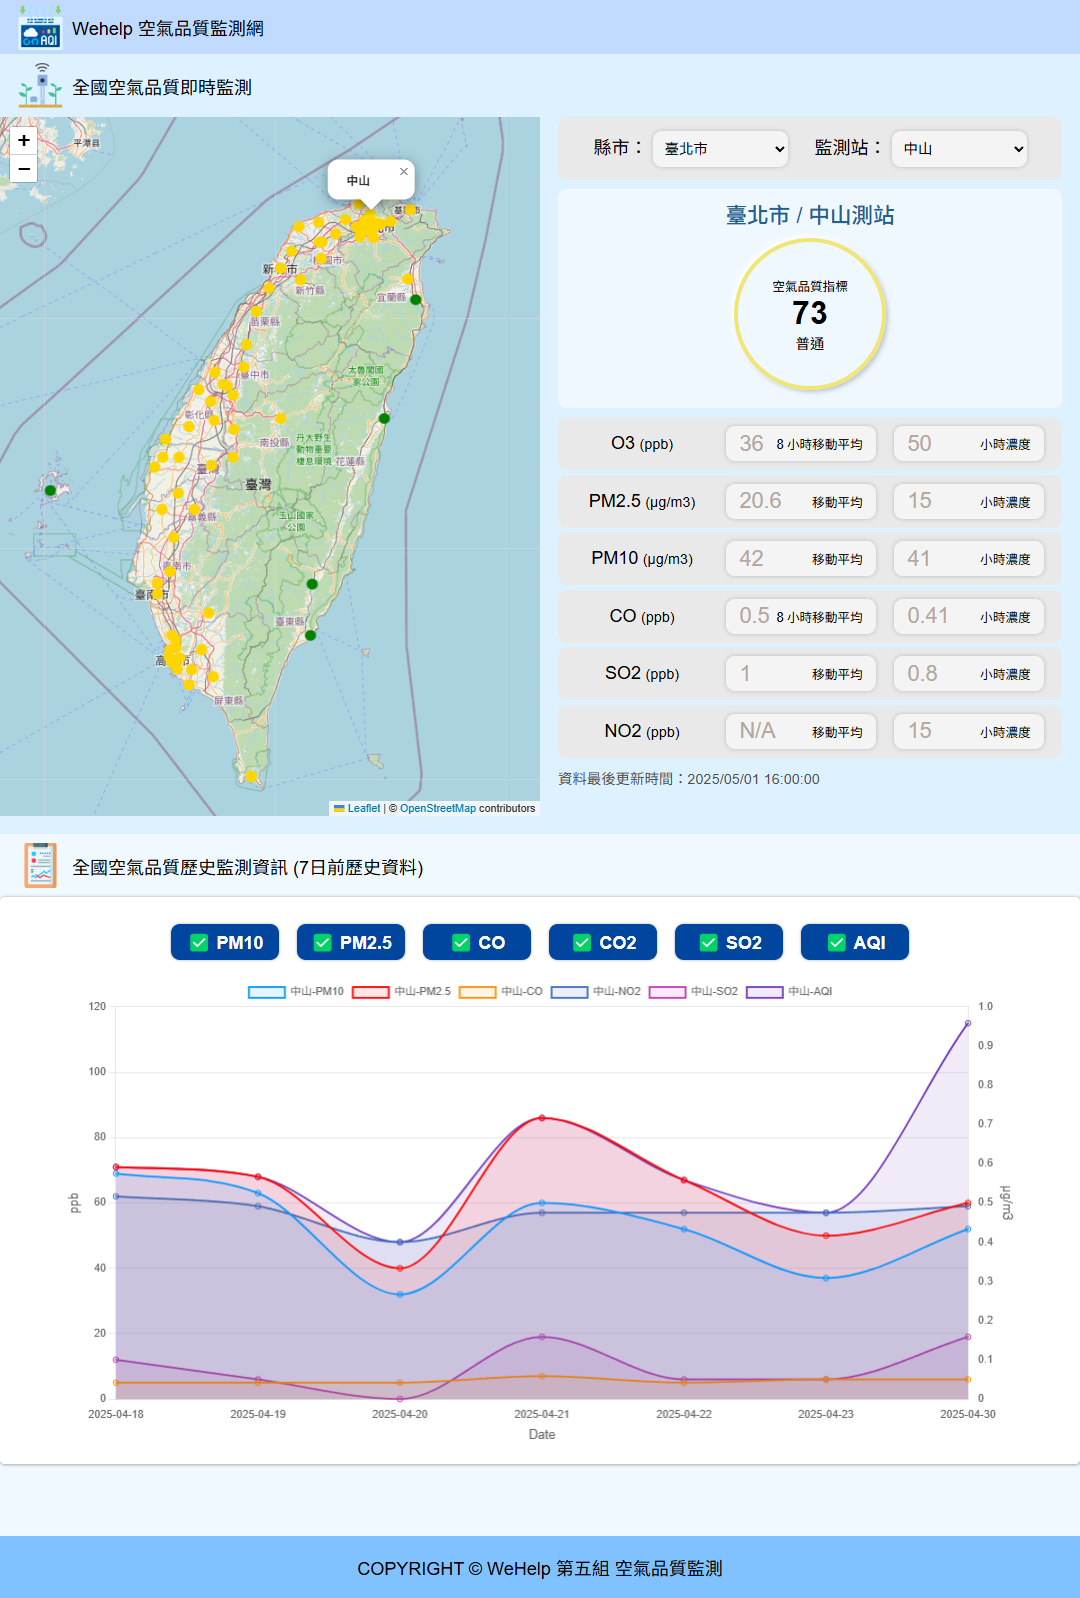 AQI
Wehelp 空氣品質監測網
全國空氣品質即時監測
+
−
平潭縣
中山
×
桃園市
新竹縣
宜蘭縣
苗栗縣
臺中市
太魯閣國
家公園
彰化縣
南投縣
丹大野生
動物重要
棲息環境
花蓮縣
臺灣
嘉義縣
玉山國家
公園
臺南市
臺南市
臺東縣
屏東縣
Leaflet | © OpenStreetMap contributors
縣市：
臺北市
監測站：
中山
臺北市 / 中山測站
空氣品質指標
73
普通
O3 (ppb)
36 8 小時移動平均
50 小時濃度
PM2.5 (μg/m3)
20.6 移動平均
15 小時濃度
PM10 (μg/m3)
42 移動平均
41 小時濃度
CO (ppb)
0.5 8 小時移動平均
0.41 小時濃度
SO2 (ppb)
1 移動平均
0.8 小時濃度
NO2 (ppb)
N/A 移動平均
15 小時濃度
資料最後更新時間：2025/05/01 16:00:00
全國空氣品質歷史監測資訊 (7日前歷史資料)
✅ PM10
✅ PM2.5
✅ CO
✅ CO2
✅ SO2
✅ AQI
中山-PM10
中山-PM2.5
中山-CO
中山-NO2
中山-SO2
中山-AQI
120
100
80
60
40
20
0
ppb
1.0
0.9
0.8
0.7
0.6
0.5
0.4
0.3
0.2
0.1
0
μg/m3
2025-04-18
2025-04-19
2025-04-20
2025-04-21
2025-04-22
2025-04-23
2025-04-30
Date
COPYRIGHT © WeHelp 第五組 空氣品質監測